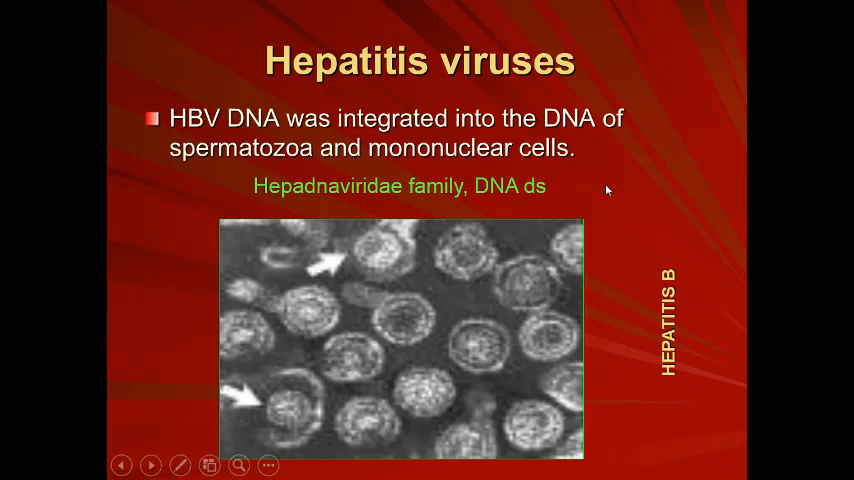 Hepatitis viruses
HBV DNA was integrated into the DNA of
spermatozoa and mononuclear cells.
Hepadnaviridae family, DNA ds
HEPATITIS B